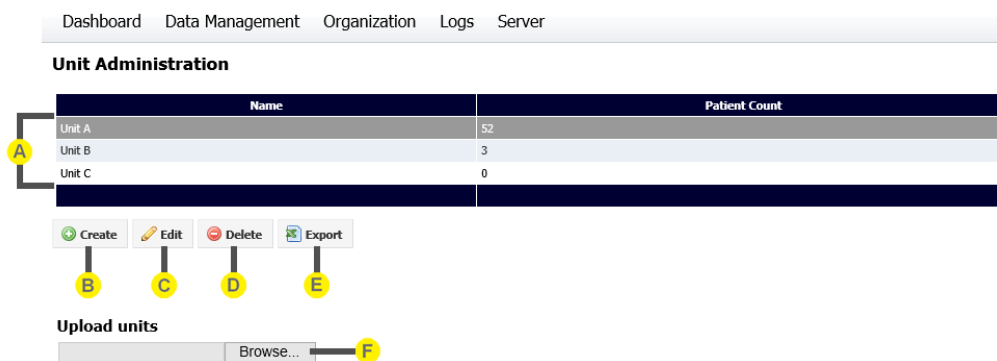 Dashboard Data Management Organization Logs Server
Unit Administration
Name Patient Count
Unit A 52
A
Unit B 3
Unit C 0
Create Edit Delete Export
B C D E
Upload units
Browse... F